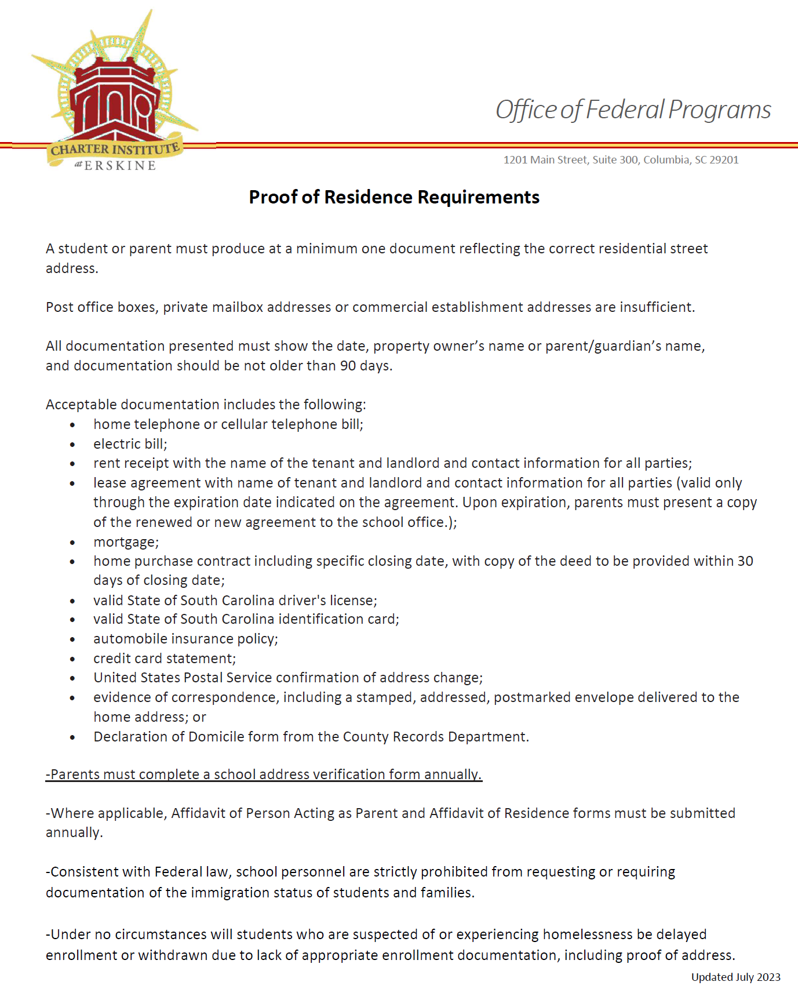 Office of Federal Programs
CHARTER INSTITUTE
at ERSKINE
1201 Main Street, Suite 300, Columbia, SC 29201
Proof of Residence Requirements
A student or parent must produce at a minimum one document reflecting the correct residential street
address.
Post office boxes, private mailbox addresses or commercial establishment addresses are insufficient.
All documentation presented must show the date, property owner’s name or parent/guardian’s name,
and documentation should be not older than 90 days.
Acceptable documentation includes the following:
• home telephone or cellular telephone bill;
• electric bill;
• rent receipt with the name of the tenant and landlord and contact information for all parties;
• lease agreement with name of tenant and landlord and contact information for all parties (valid only
through the expiration date indicated on the agreement. Upon expiration, parents must present a copy
of the renewed or new agreement to the school office.);
• mortgage;
• home purchase contract including specific closing date, with copy of the deed to be provided within 30
days of closing date;
• valid State of South Carolina driver's license;
• valid State of South Carolina identification card;
• automobile insurance policy;
• credit card statement;
• United States Postal Service confirmation of address change;
• evidence of correspondence, including a stamped, addressed, postmarked envelope delivered to the
home address; or
• Declaration of Domicile form from the County Records Department.
-Parents must complete a school address verification form annually.
-Where applicable, Affidavit of Person Acting as Parent and Affidavit of Residence forms must be submitted
annually.
-Consistent with Federal law, school personnel are strictly prohibited from requesting or requiring
documentation of the immigration status of students and families.
-Under no circumstances will students who are suspected of or experiencing homelessness be delayed
enrollment or withdrawn due to lack of appropriate enrollment documentation, including proof of address.
Updated July 2023